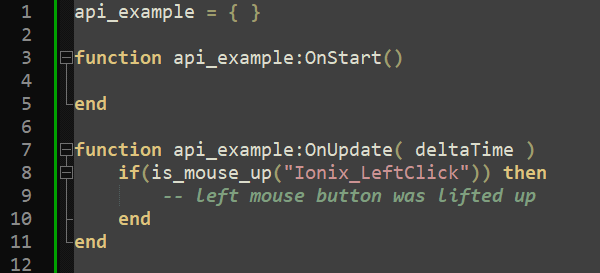 1 api_example = { }
2
3 function api_example:OnStart()
4
5 end
6
7 function api_example:OnUpdate( deltaTime )
8 if(is_mouse_up("Ionix_LeftClick")) then
9 -- left mouse button was lifted up
10 end
11 end
12